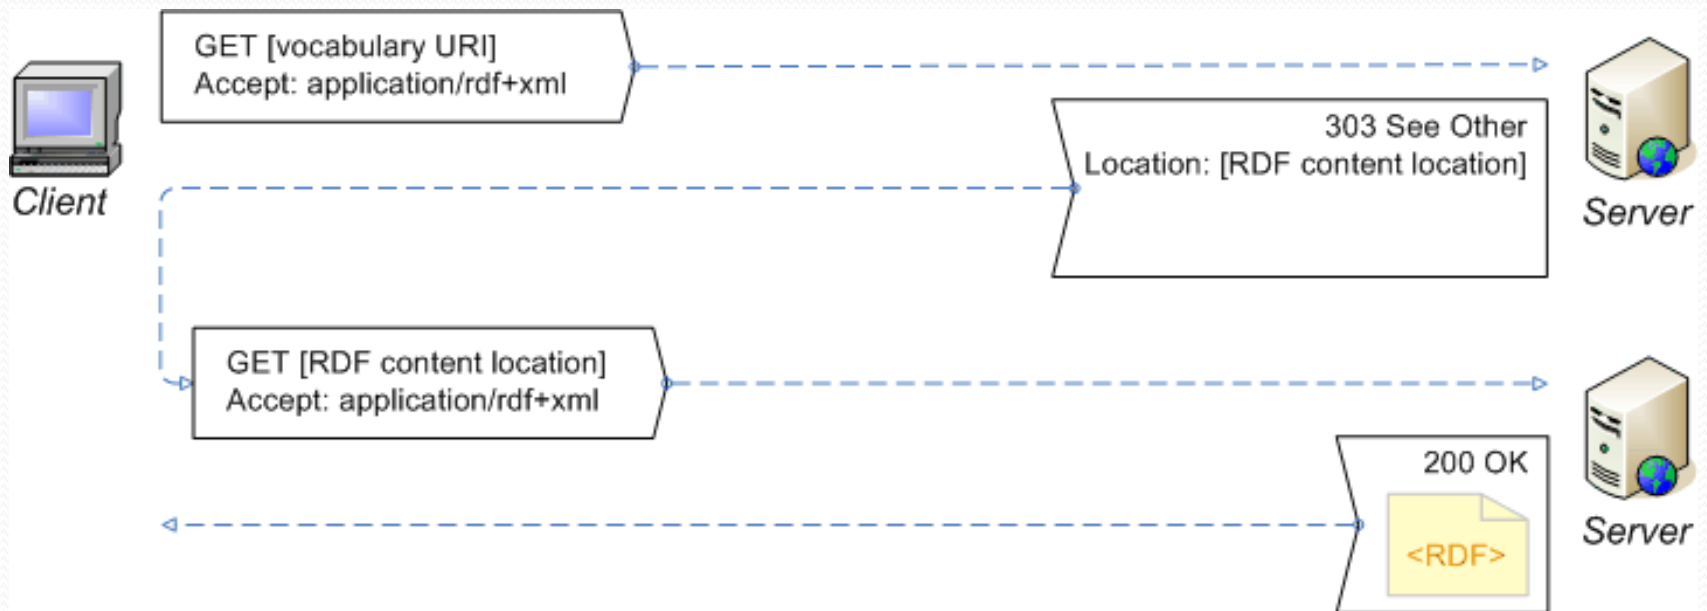 GET [vocabulary URI]
Accept: application/rdf+xml
Client
303 See Other
Location: [RDF content location]
Server
GET [RDF content location]
Accept: application/rdf+xml
200 OK
<RDF>
Server